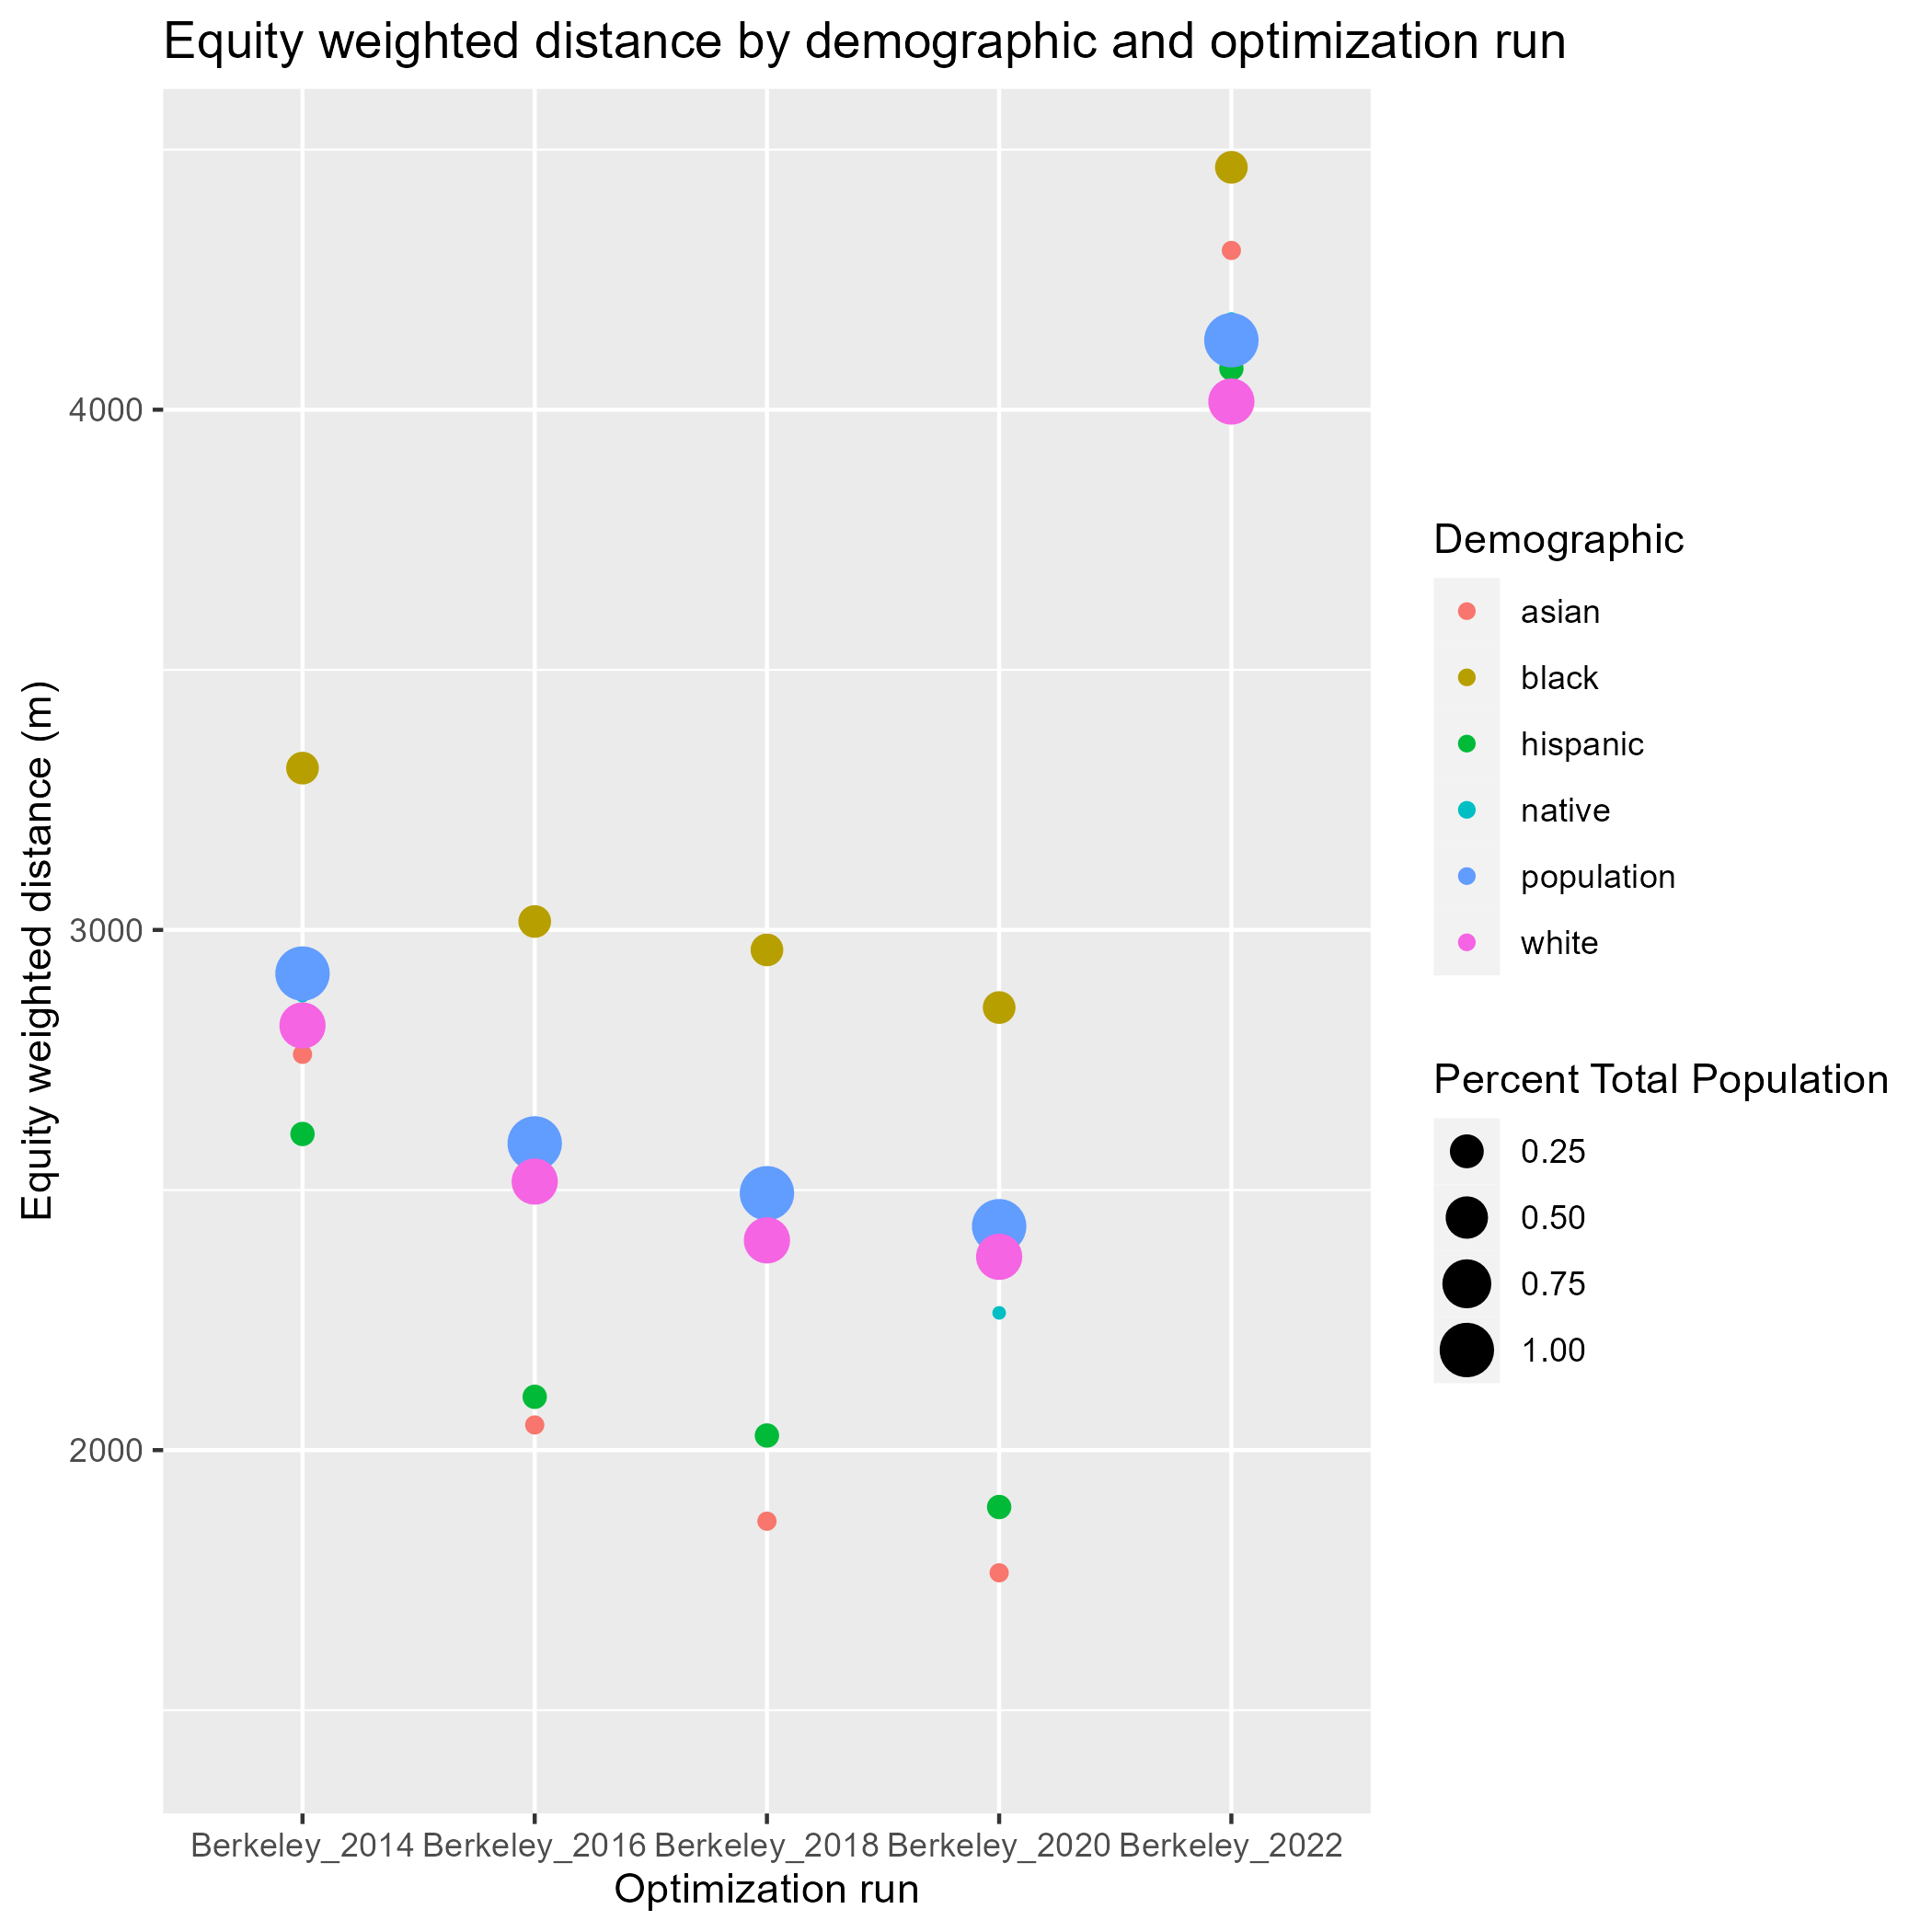 Equity weighted distance by demographic and optimization run
Equity weighted distance (m)
4000
3000
2000
Berkeley_2014 Berkeley_2016 Berkeley_2018 Berkeley_2020 Berkeley_2022
Optimization run
Demographic
asian
black
hispanic
native
population
white
Percent Total Population
0.25
0.50
0.75
1.00